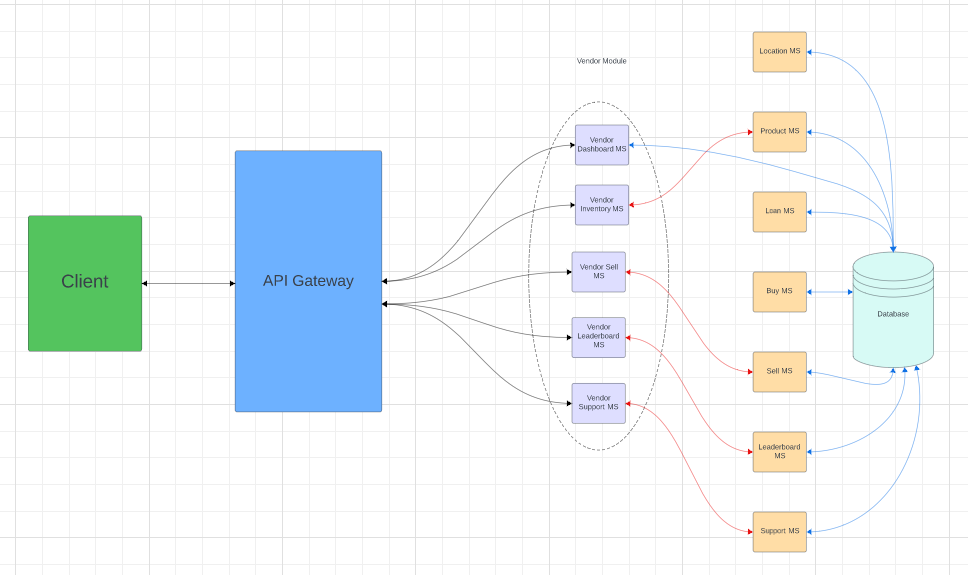 Client
API Gateway
Vendor Module
Vendor
Dashboard MS
Vendor
Inventory MS
Vendor Sell
MS
Vendor
Leaderboard
MS
Vendor
Support MS
Location MS
Product MS
Loan MS
Buy MS
Sell MS
Leaderboard
MS
Support MS
Database